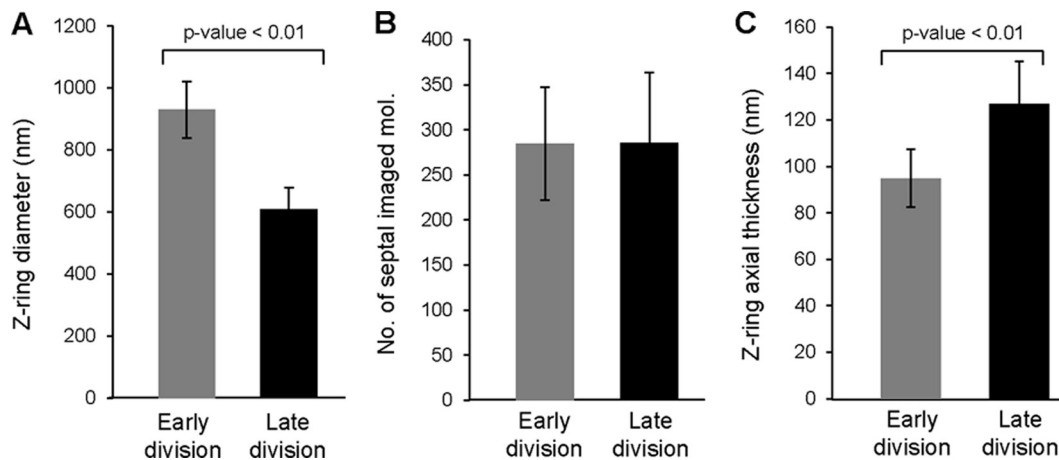 A
Z-ring diameter (nm)
1200
1000
800
600
400
200
0
p-value < 0.01
Early
division
Late
division
B
No. of septal imaged mol.
400
350
300
250
200
150
100
50
0
Early
division
Late
division
C
Z-ring axial thickness (nm)
160
140
120
100
80
60
40
20
0
p-value < 0.01
Early
division
Late
division